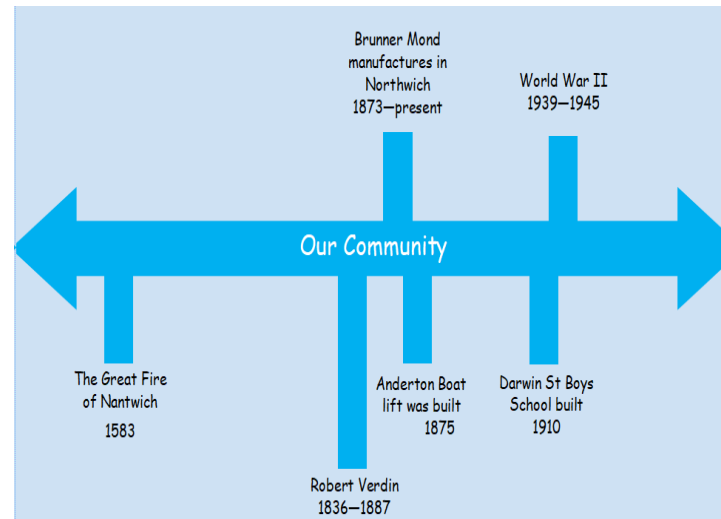 Brunner Mond
manufactures in
Northwich
1873—present
World War II
1939—1945
Our Community
The Great Fire
of Nantwich
1583
Robert Verdin
1836—1887
Anderton Boat
lift was built
1875
Darwin St Boys
School built
1910